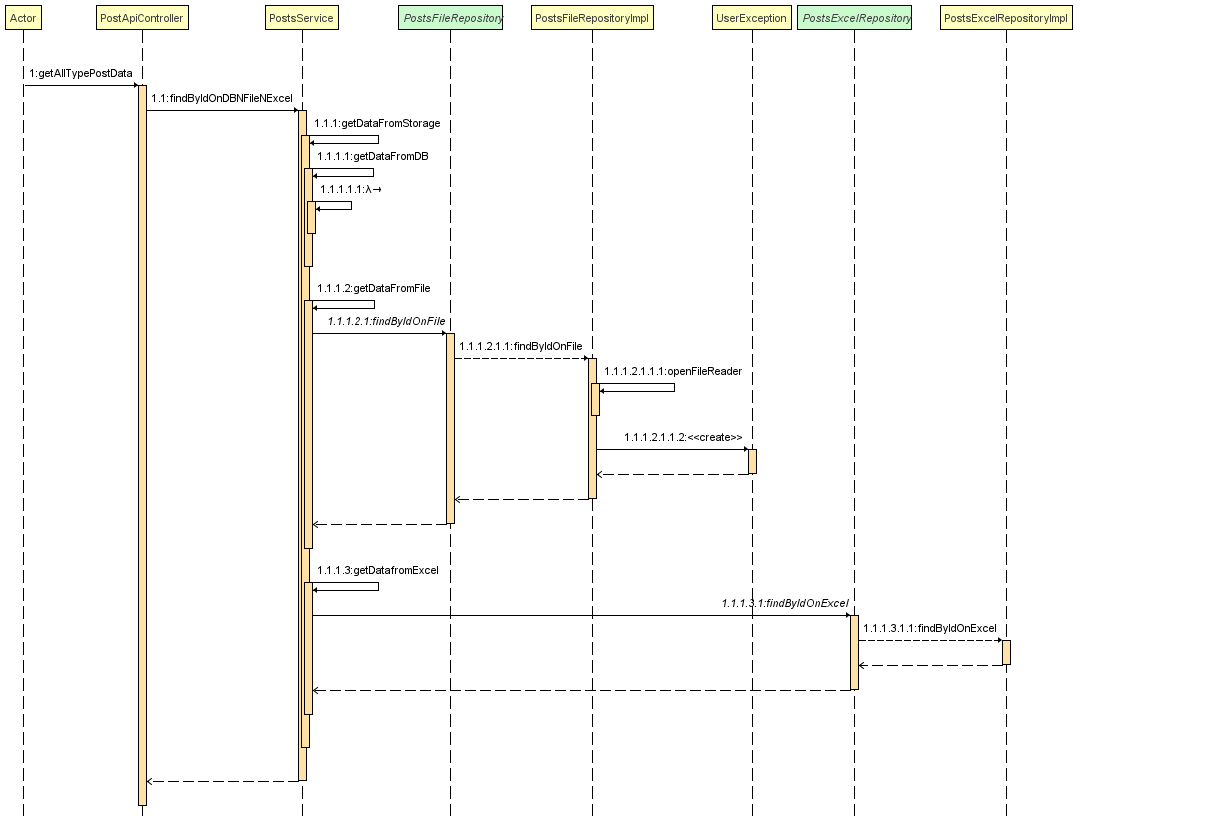 Actor PostApiController PostsService PostsFileRepository PostsFileRepositoryImpl UserException PostsExcelRepository PostsExcelRepositoryImpl
1:getAllTypePostData
1.1:findByIdOnDBNFileNExcel
1.1.1:getDataFromStorage
1.1.1.1:getDataFromDB
1.1.1.1.1:λ→
1.1.1.2:getDataFromFile
1.1.1.2.1:findByIdOnFile
1.1.1.2.1.1:findByIdOnFile
1.1.1.2.1.1.1:openFileReader
1.1.1.2.1.1.2:<<create>>
1.1.1.3:getDatafromExcel
1.1.1.3.1:findByIdOnExcel
1.1.1.3.1.1:findByIdOnExcel